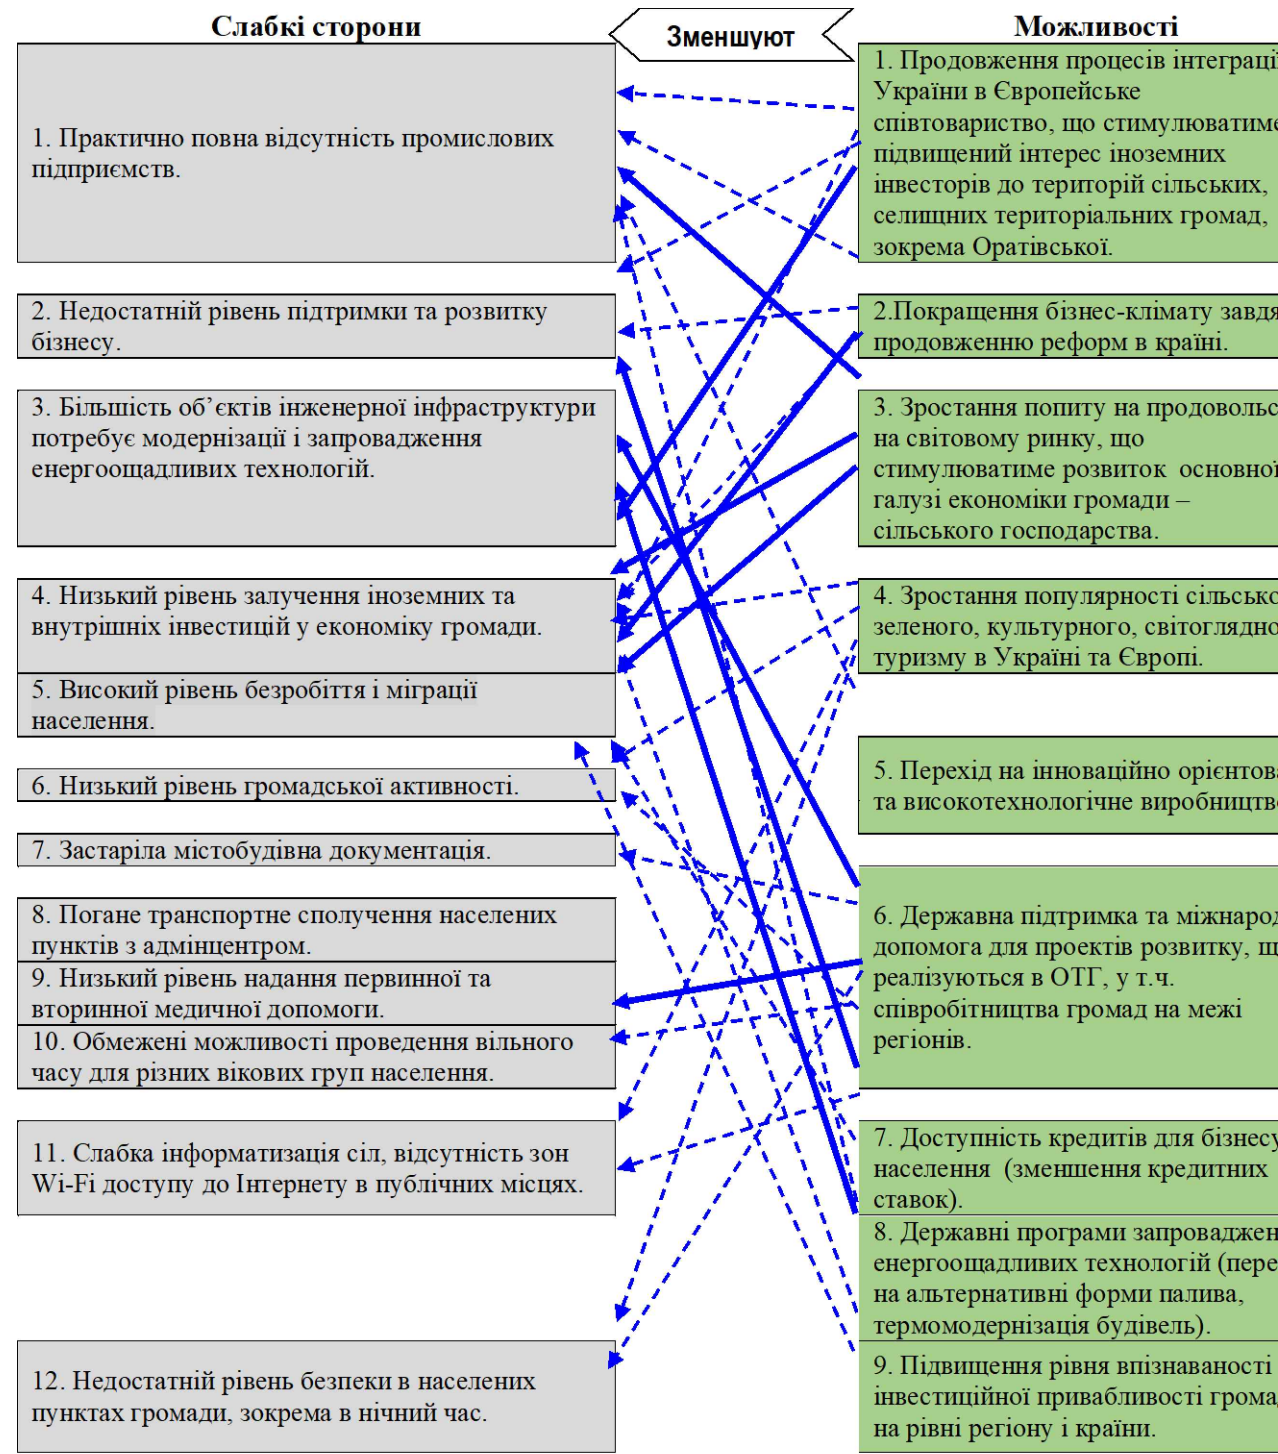 Слабкі сторони
Зменшуют
Можливості
1. Практично повна відсутність промислових
підприємств.
2. Недостатній рівень підтримки та розвитку
бізнесу.
3. Більшість об’єктів інженерної інфраструктури
потребує модернізації і запровадження
енергоощадливих технологій.
4. Низький рівень залучення іноземних та
внутрішніх інвестицій у економіку громади.
5. Високий рівень безробіття і міграції
населення.
6. Низький рівень громадської активності.
7. Застаріла містобудівна документація.
8. Погане транспортне сполучення населених
пунктів з адмінцентром.
9. Низький рівень надання первинної та
вторинної медичної допомоги.
10. Обмежені можливості проведення вільного
часу для різних вікових груп населення.
11. Слабка інформатизація сіл, відсутність зон
Wi-Fi доступу до Інтернету в публічних місцях.
12. Недостатній рівень безпеки в населених
пунктах громади, зокрема в нічний час.
1. Продовження процесів інтеграції
України в Європейське
співтовариство, що стимулюватиме
підвищений інтерес іноземних
інвесторів до територій сільських,
селищних територіальних громад,
зокрема Оратівської.
2.Покращення бізнес-клімату завдя
продовженню реформ в країні.
3. Зростання попиту на продовольс
на світовому ринку, що
стимулюватиме розвиток основної
галузі економіки громади –
сільського господарства.
4. Зростання популярності сільсько
зеленого, культурного, світоглядно
туризму в Україні та Європі.
5. Перехід на інноваційно орієнтова
та високотехнологічне виробництв
6. Державна підтримка та міжнарод
допомога для проектів розвитку, щ
реалізуються в ОТГ, у т.ч.
співробітництва громад на межі
регіонів.
7. Доступність кредитів для бізнесу
населення (зменшення кредитних
ставок).
8. Державні програми запроваджен
енергоощадливих технологій (пере
на альтернативні форми палива,
термомодернізація будівель).
9. Підвищення рівня впізнаваності
інвестиційної привабливості грома
на рівні регіону і країни.